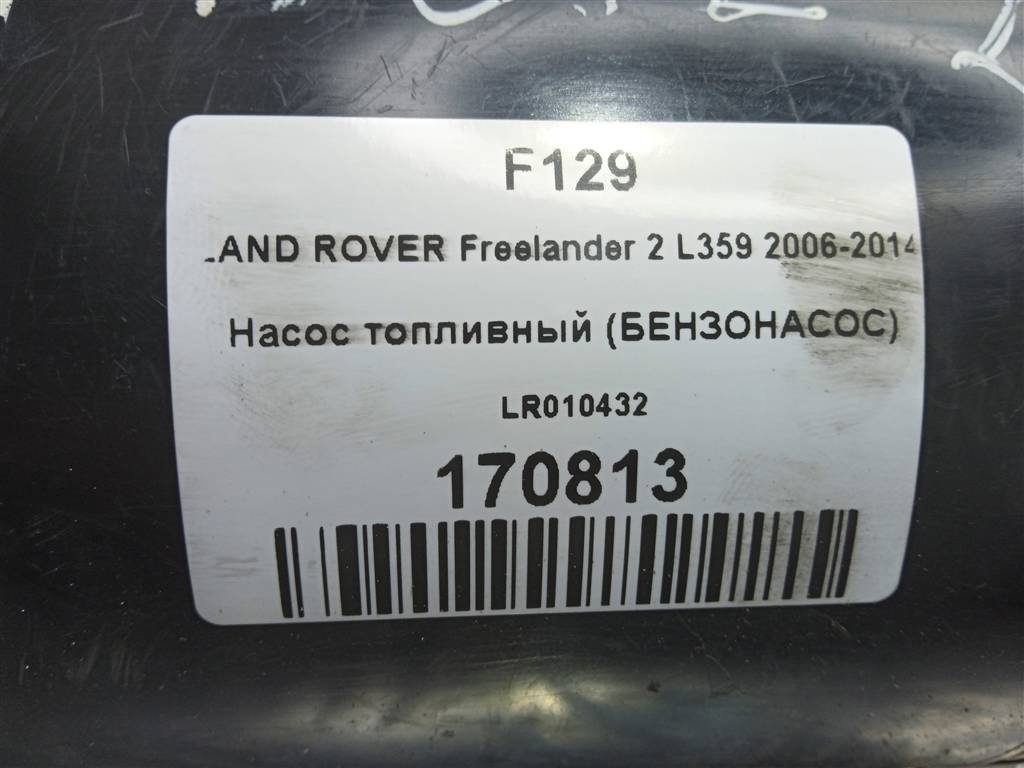 F129
LAND ROVER Freelander 2 L359 2006-2014
Насос топливный (БЕНЗОНАСОС)
LR010432
170813